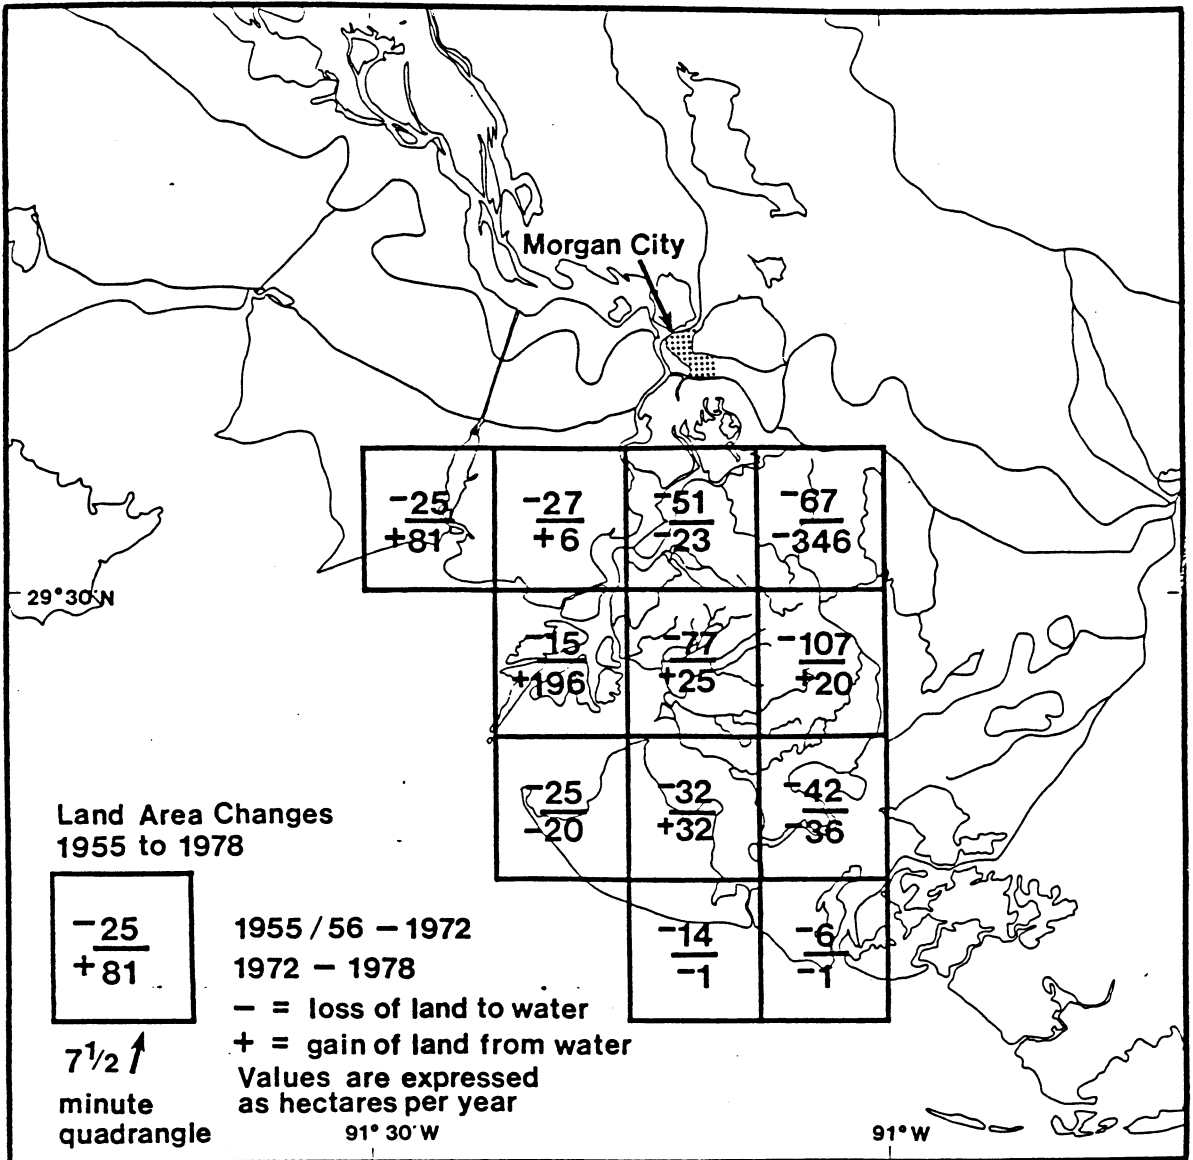 Morgan City
-25 -27 -51 -67
+81 +6 -23 -346
29°30'N
-15 -77 -107
+196 +25 +20
-25 -32 -42
-20 +32 -36
Land Area Changes
1955 to 1978
-25
+81
1955/56 - 1972
1972 - 1978
- = loss of land to water
+ = gain of land from water
Values are expressed
as hectares per year
7 1/2
minute
quadrangle
-14 -6
-1 -1
91° 30' W
91° W